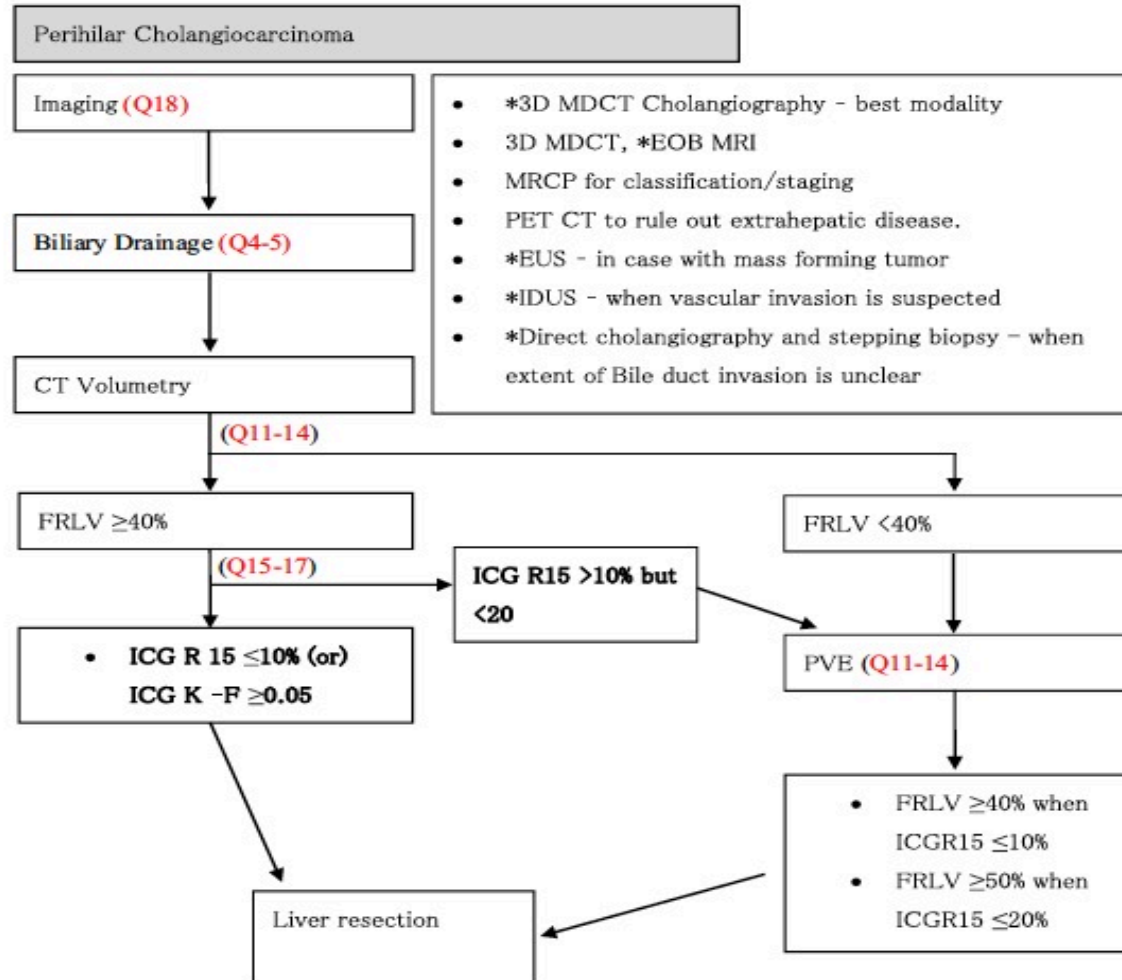 Perihilar Cholangiocarcinoma
Imaging (Q18)
• *3D MDCT Cholangiography - best modality
• 3D MDCT, *EOB MRI
• MRCP for classification/staging
• PET CT to rule out extrahepatic disease.
• *EUS - in case with mass forming tumor
• *IDUS - when vascular invasion is suspected
• *Direct cholangiography and stepping biopsy - when
extent of Bile duct invasion is unclear
Biliary Drainage (Q4-5)
CT Volumetry
(Q11-14)
FRLV ≥40%
FRLV <40%
(Q15-17)
ICG R15 >10% but
<20
• ICG R 15 ≤10% (or)
ICG K -F ≥0.05
PVE (Q11-14)
• FRLV ≥40% when
ICGR15 ≤10%
• FRLV ≥50% when
ICGR15 ≤20%
Liver resection